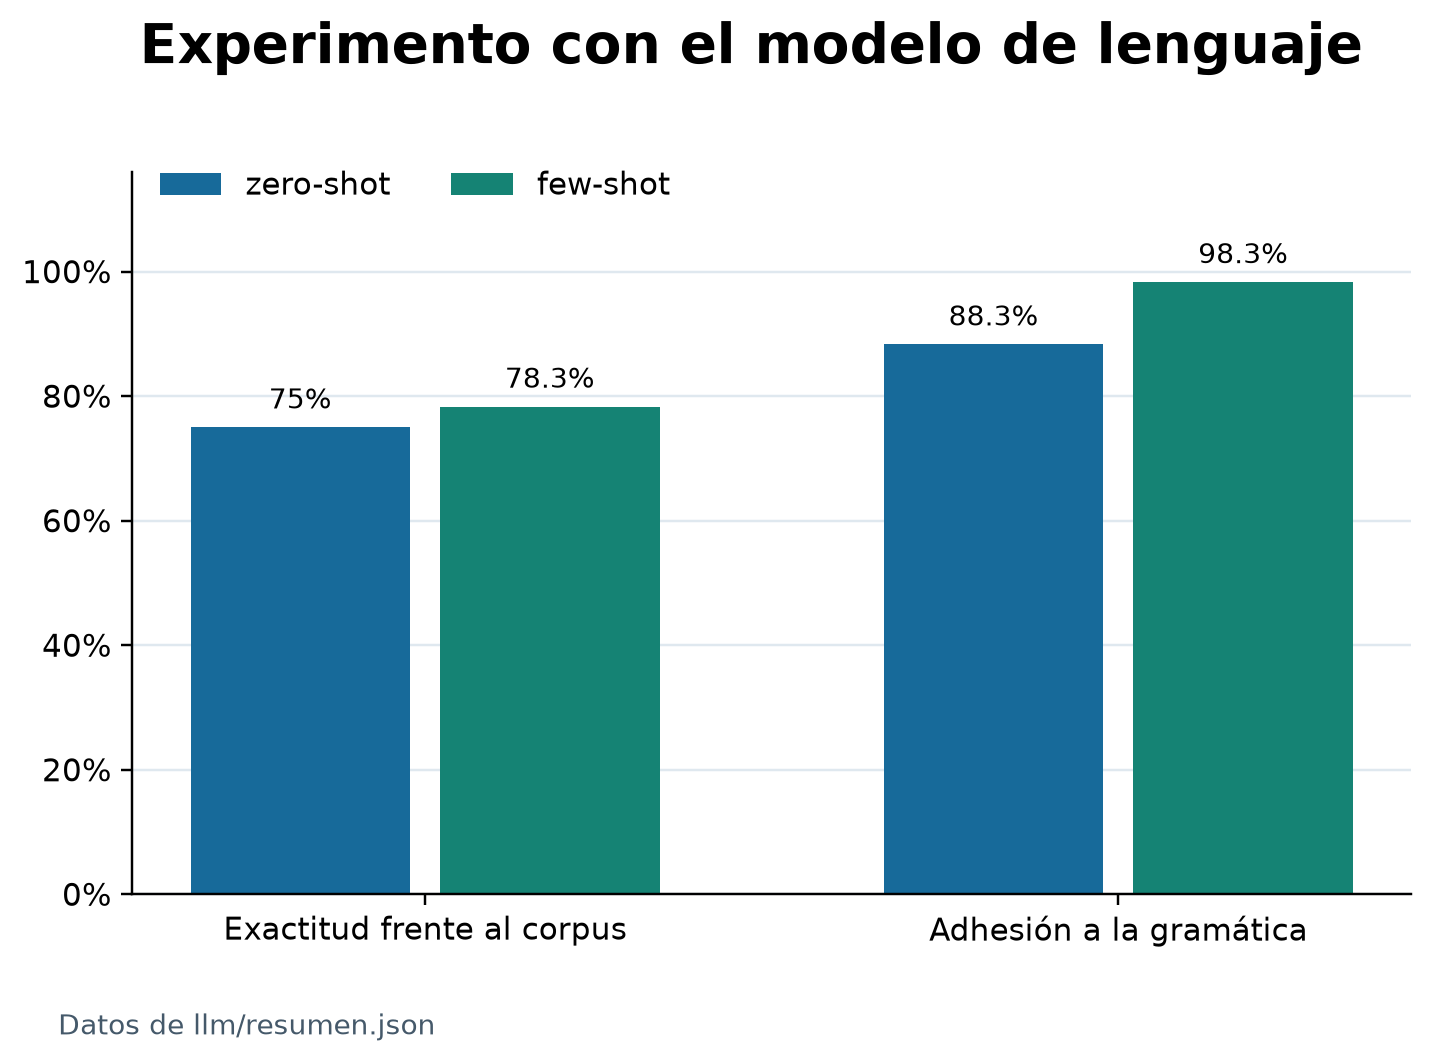 Experimento con el modelo de lenguaje
zero-shot few-shot
100%
80%
60%
40%
20%
0%
75%
78.3%
88.3%
98.3%
Exactitud frente al corpus
Adhesión a la gramática
Datos de llm/resumen.json